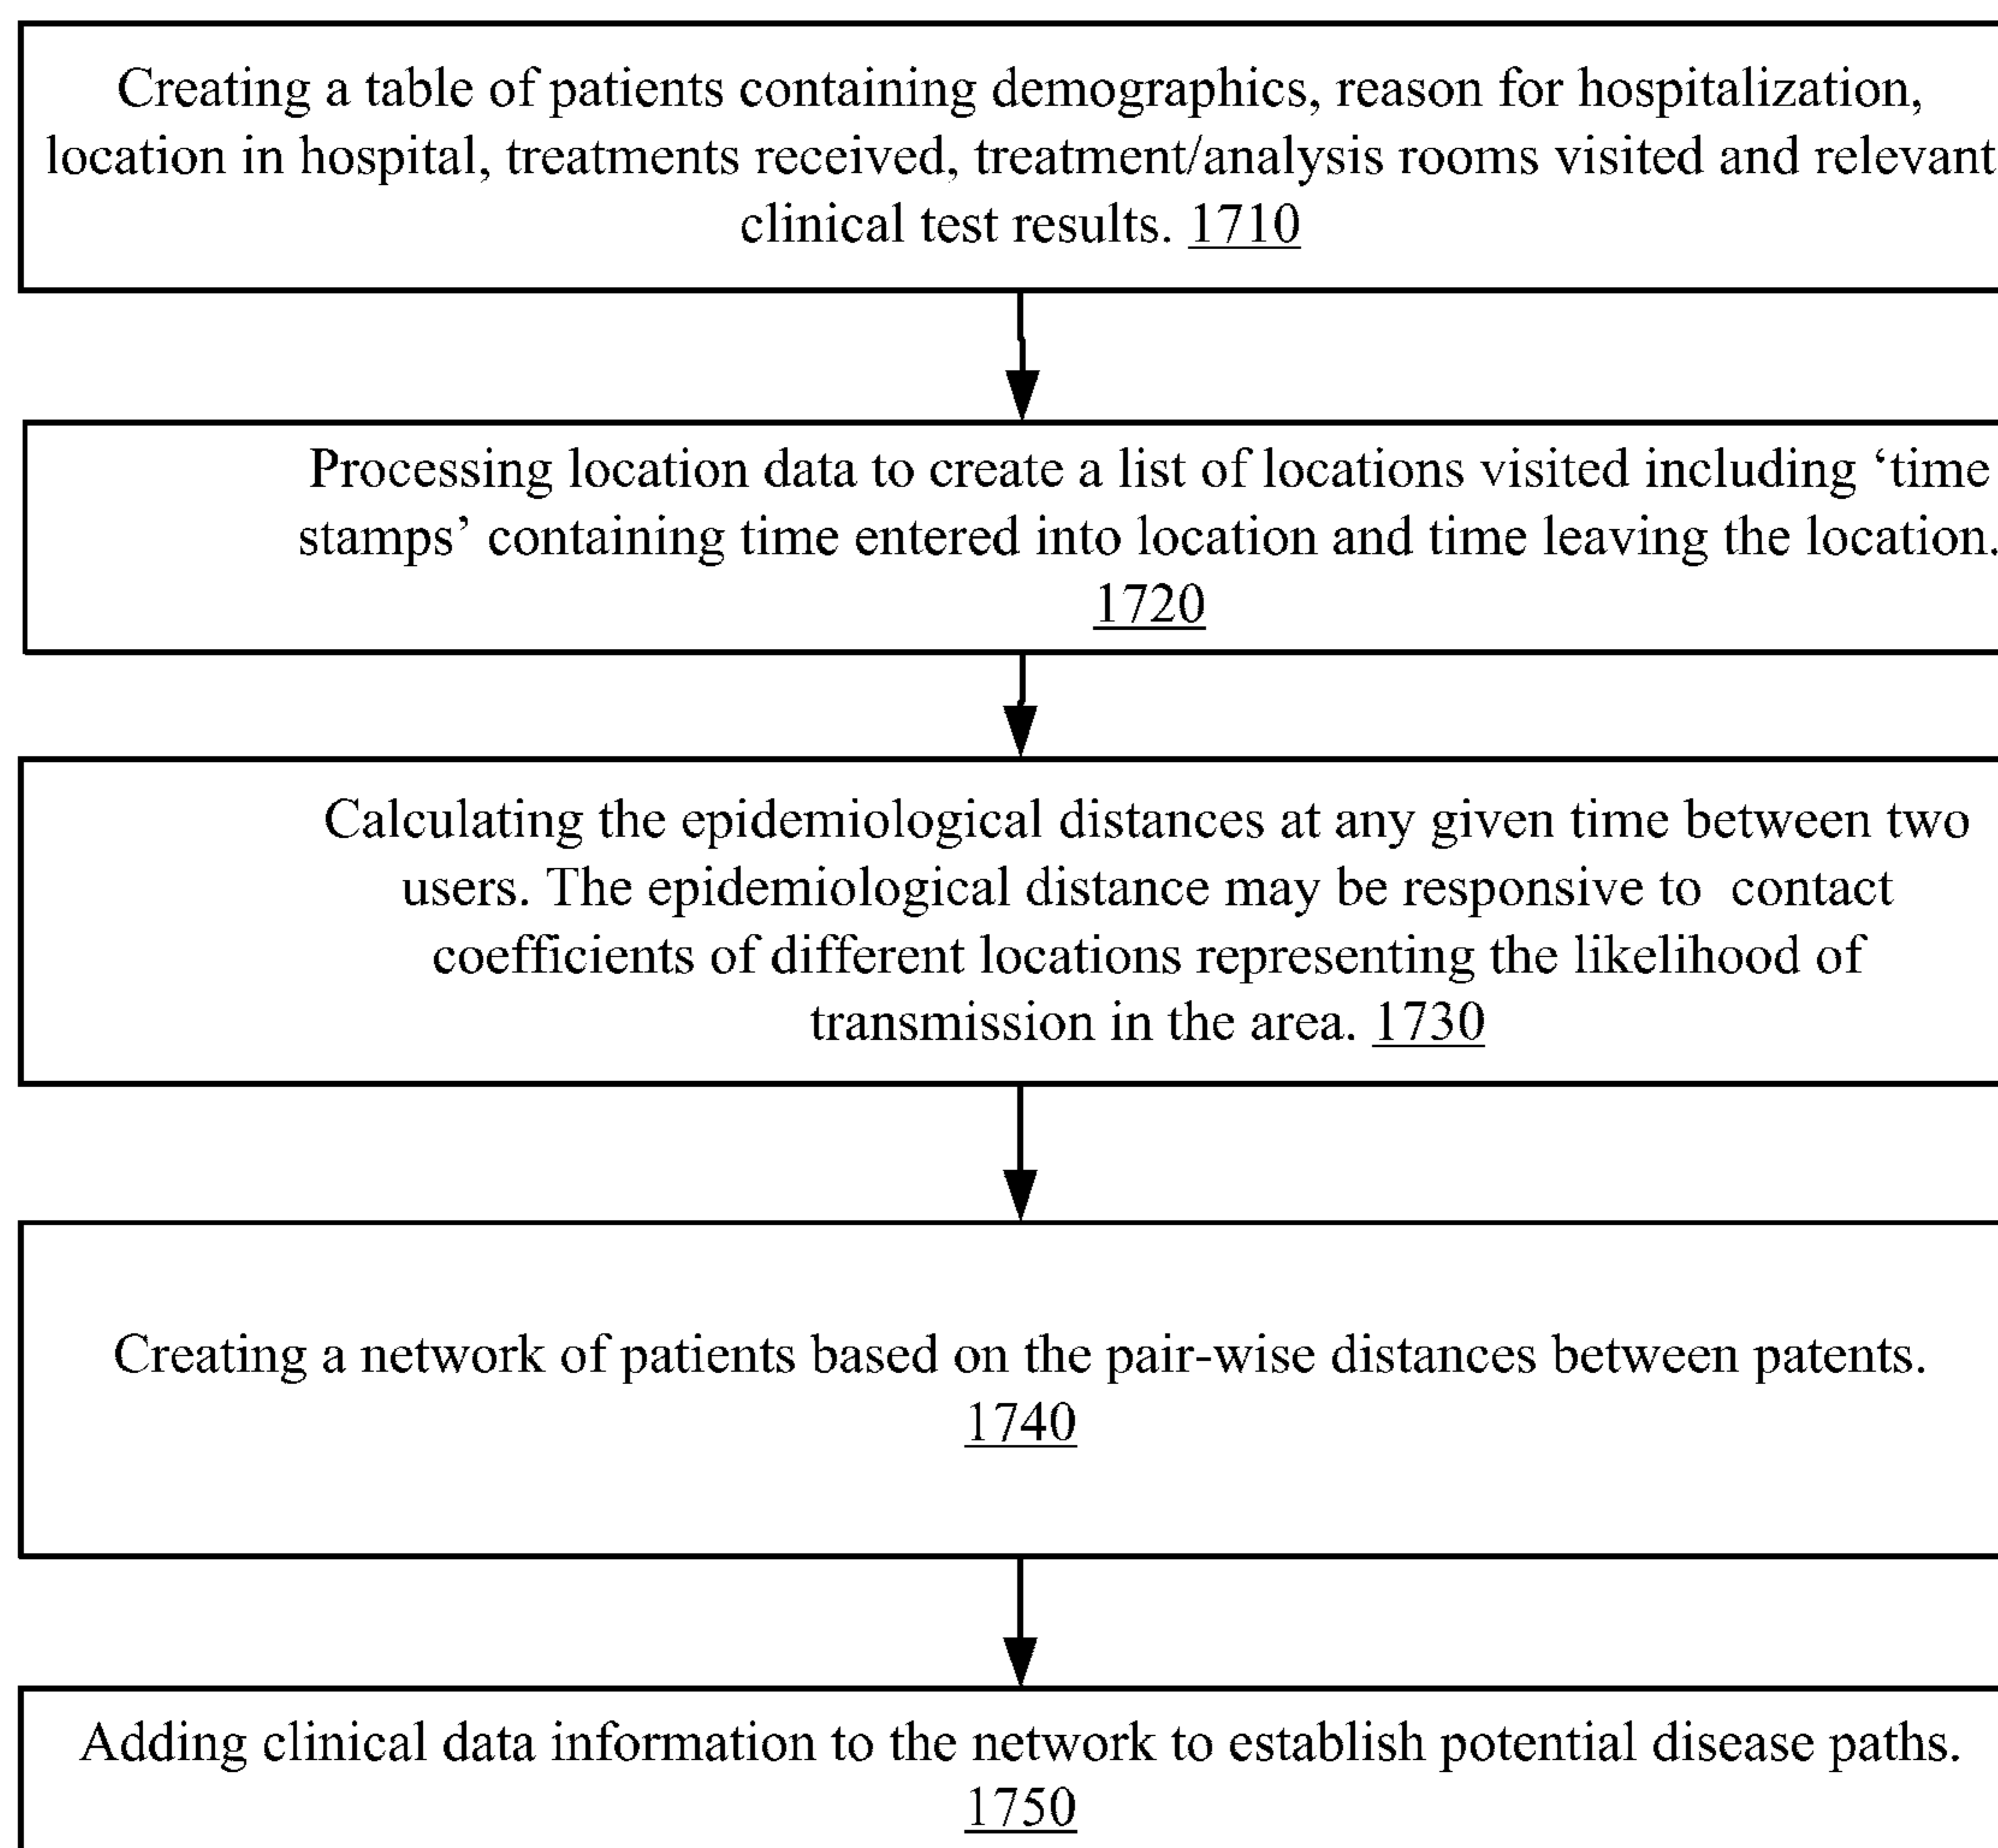 Creating a table of patients containing demographics, reason for hospitalization,
location in hospital, treatments received, treatment/analysis rooms visited and relevant
clinical test results. 1710
Processing location data to create a list of locations visited including ‘time
stamps’ containing time entered into location and time leaving the location.
1720
Calculating the epidemiological distances at any given time between two
users. The epidemiological distance may be responsive to contact
coefficients of different locations representing the likelihood of
transmission in the area. 1730
Creating a network of patients based on the pair-wise distances between patents.
1740
Adding clinical data information to the network to establish potential disease paths.
1750